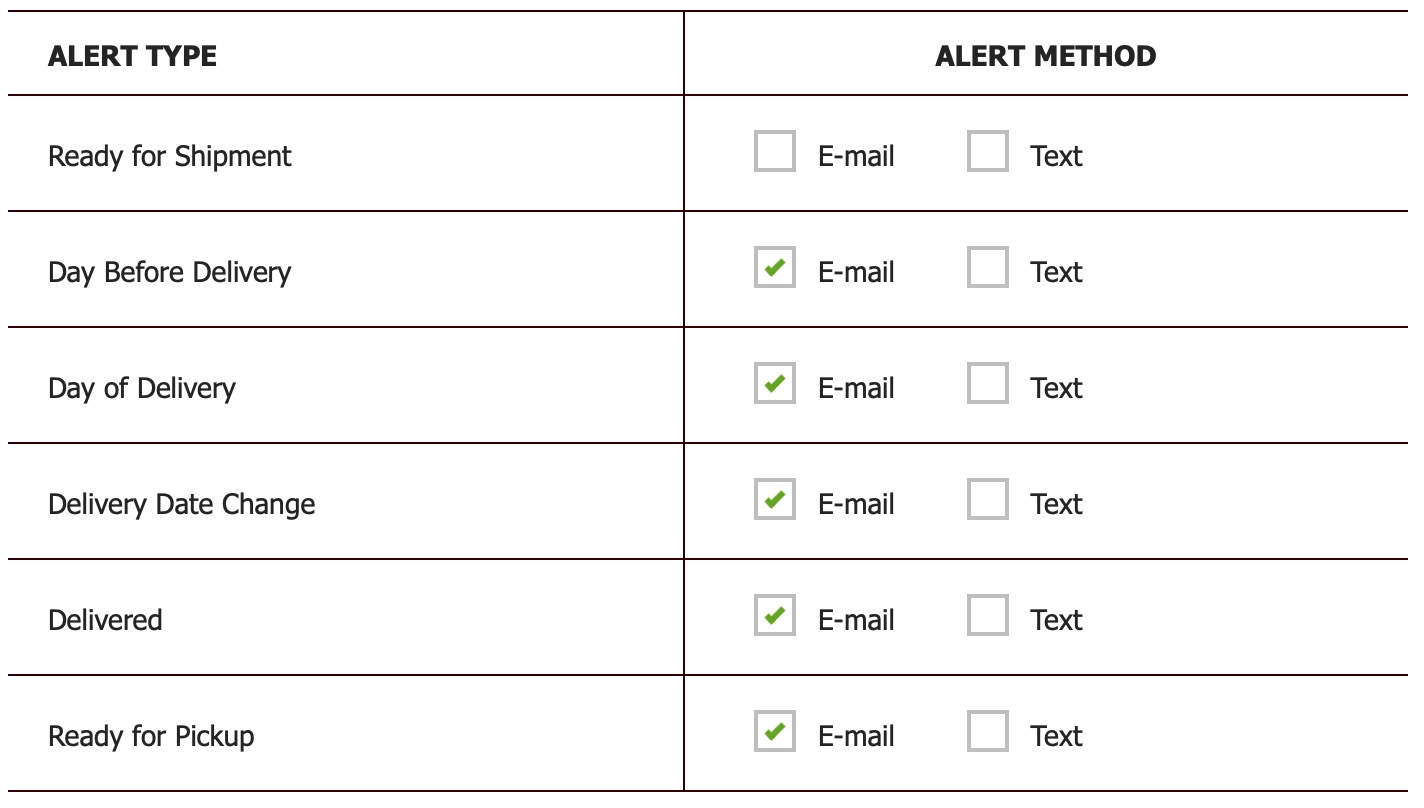 ALERT TYPE ALERT METHOD
Ready for Shipment E-mail Text
Day Before Delivery E-mail Text
Day of Delivery E-mail Text
Delivery Date Change E-mail Text
Delivered E-mail Text
Ready for Pickup E-mail Text